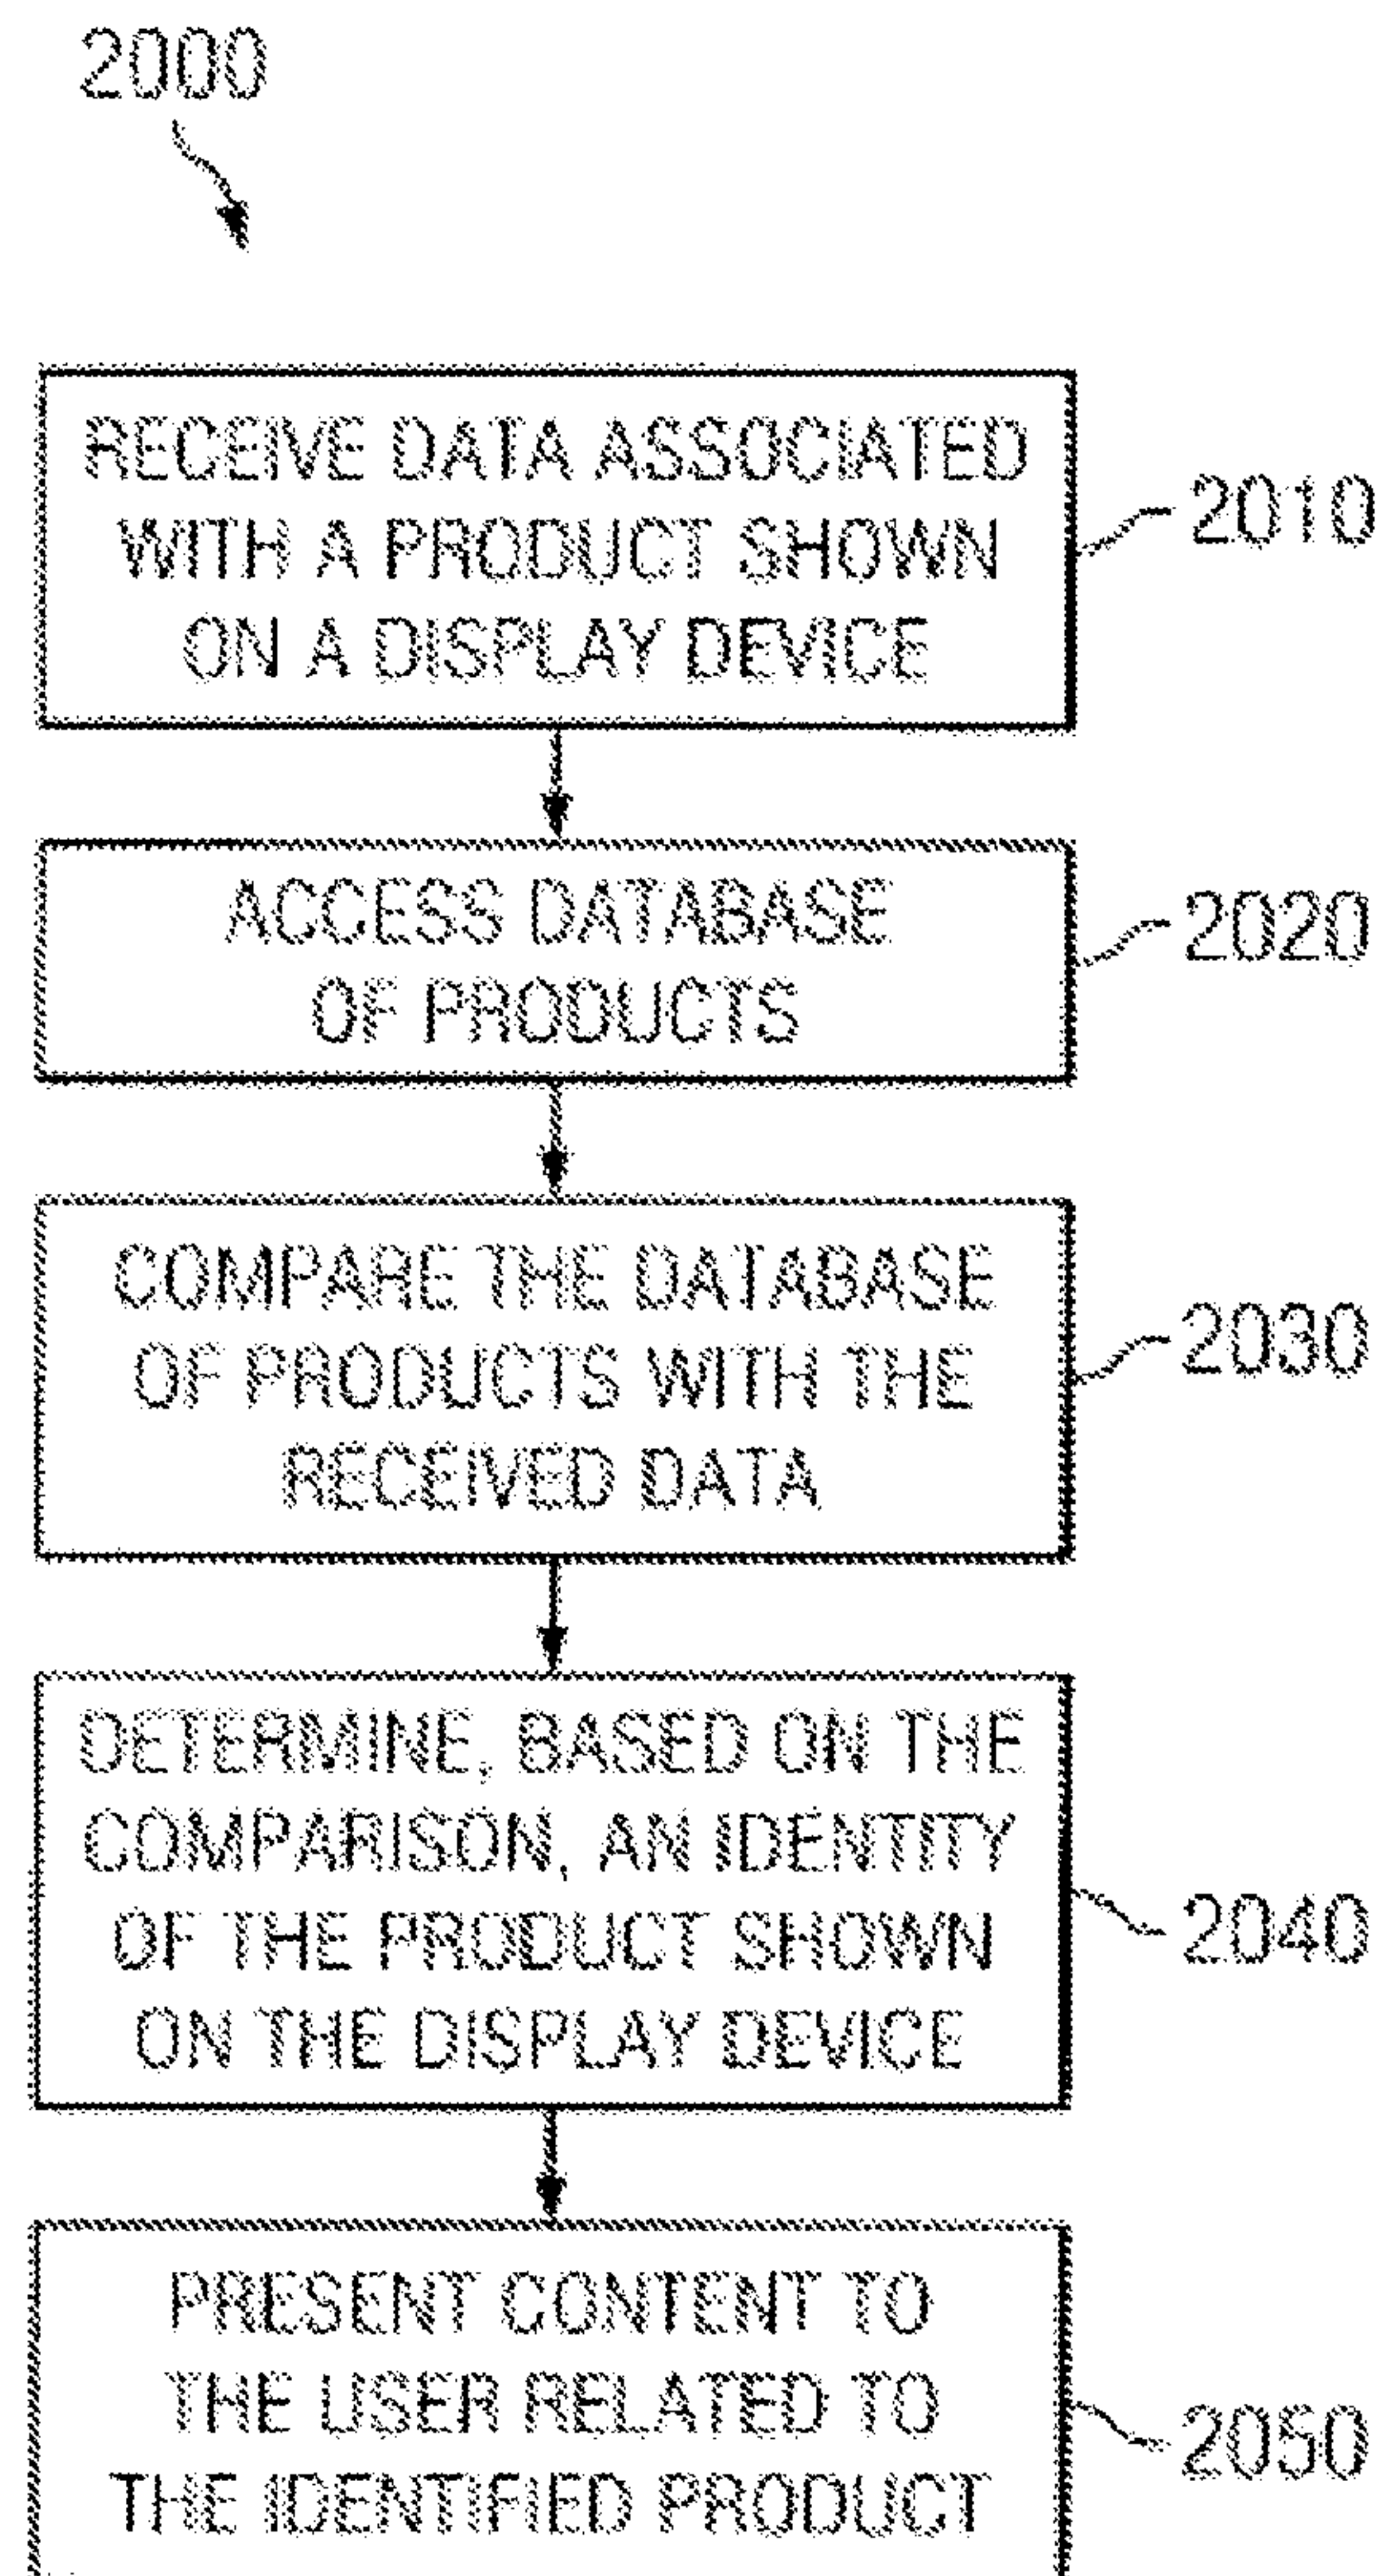 2000
RECEIVE DATA ASSOCIATED
WITH A PRODUCT SHOWN
ON A DISPLAY DEVICE
2010
ACCESS DATABASE
OF PRODUCTS
2020
COMPARE THE DATABASE
OF PRODUCTS WITH THE
RECEIVED DATA
2030
DETERMINE, BASED ON THE
COMPARISON, AN IDENTITY
OF THE PRODUCT SHOWN
ON THE DISPLAY DEVICE
2040
PRESENT CONTENT TO
THE USER RELATED TO
THE IDENTIFIED PRODUCT
2050